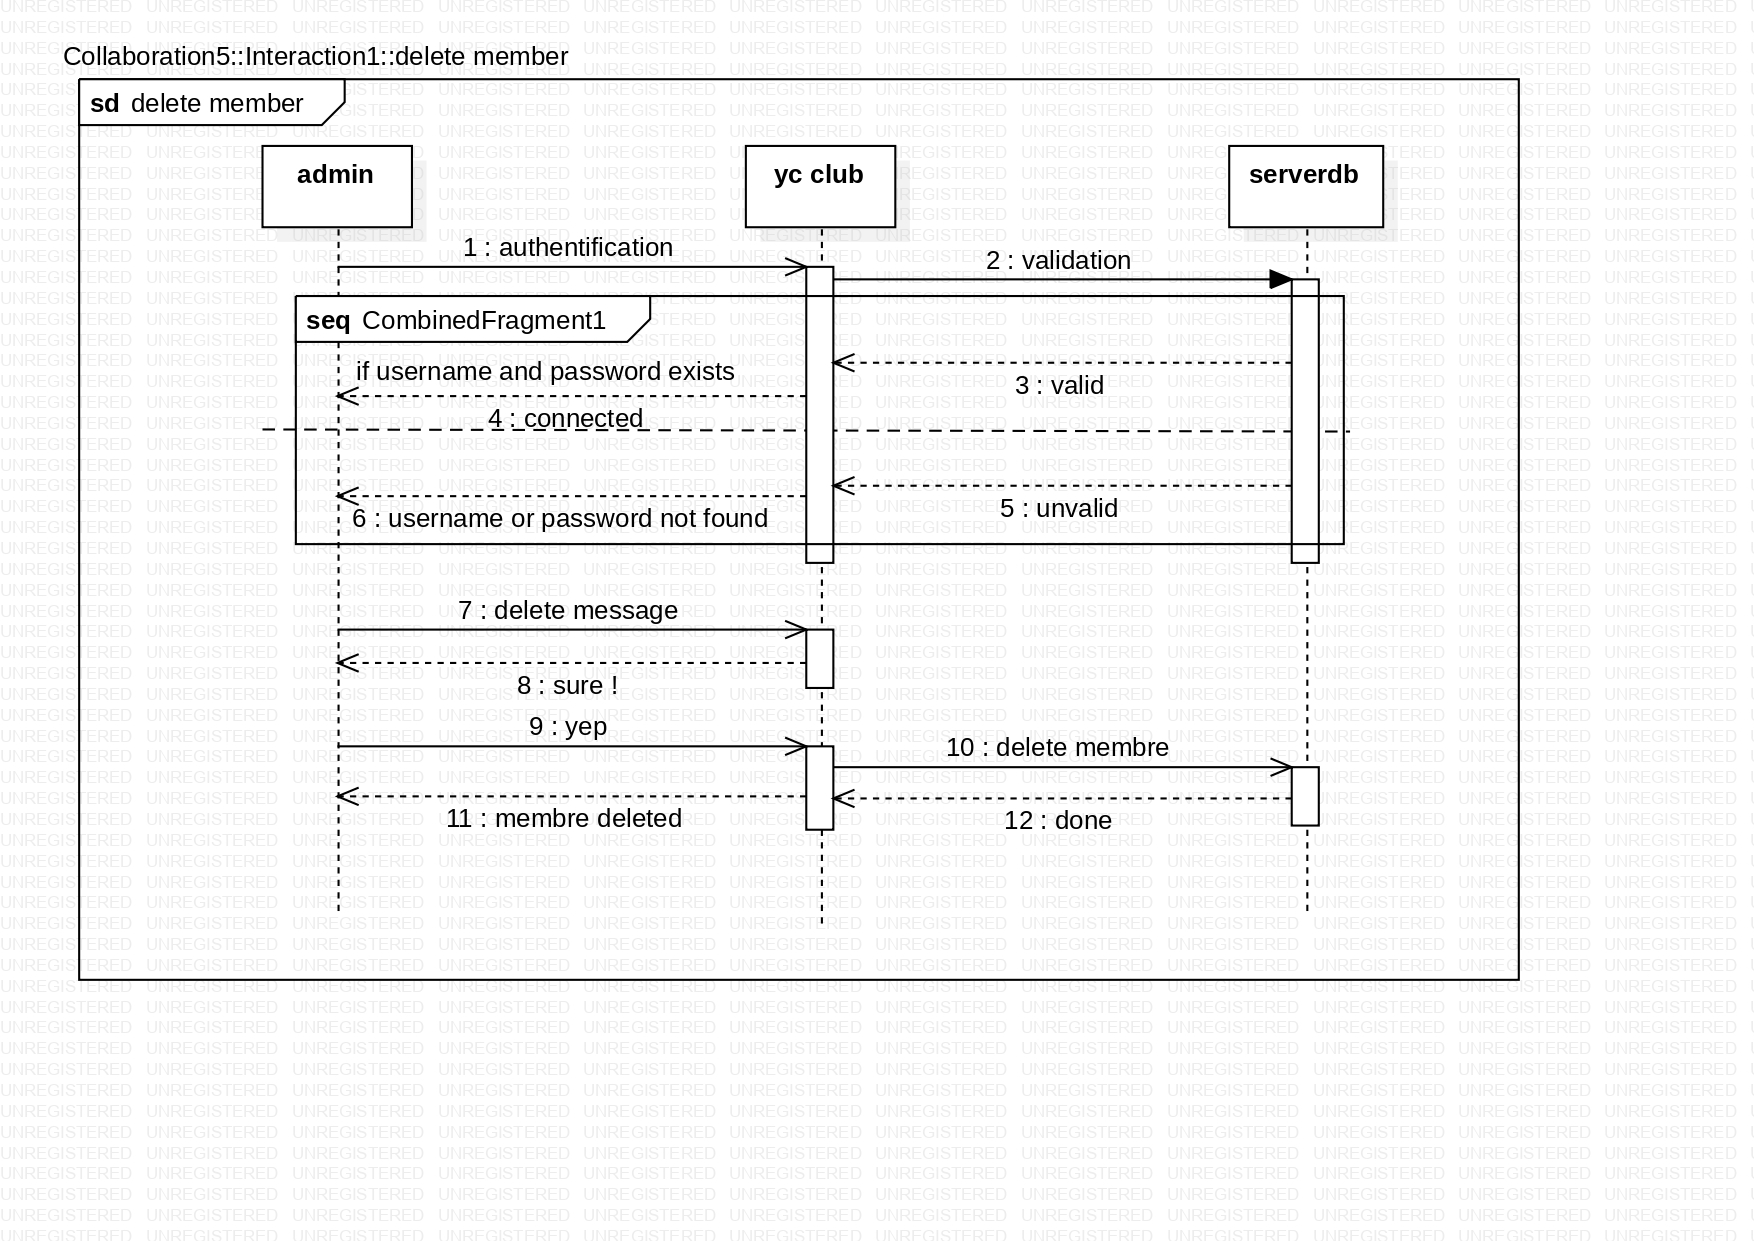 Collaboration5::Interaction1::delete member
sd delete member
admin
yc club
serverdb
1 : authentification
2 : validation
seq CombinedFragment1
if username and password exists
3 : valid
4 : connected
5 : unvalid
6 : username or password not found
7 : delete message
8 : sure !
9 : yep
10 : delete membre
11 : membre deleted
12 : done
UNREGISTERED